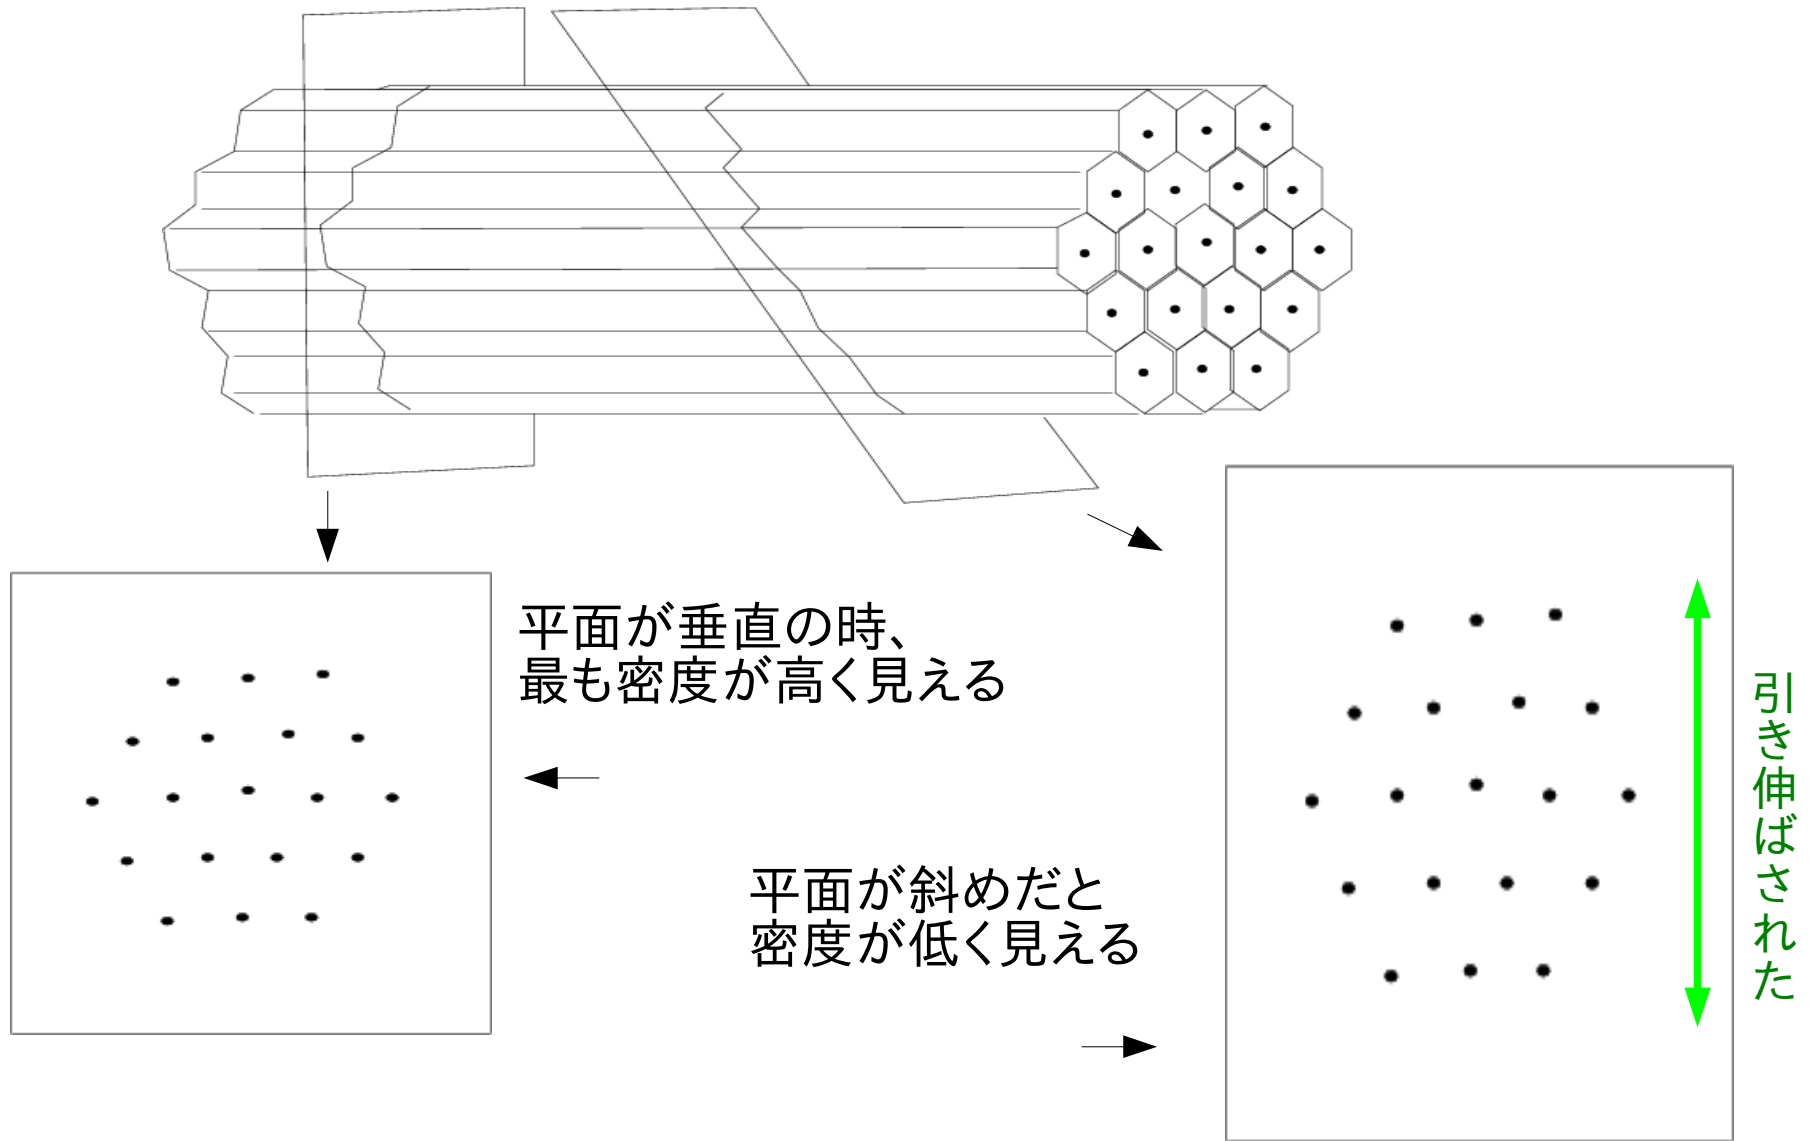 平面が垂直の時、
最も密度が高く見える
平面が斜めだと
密度が低く見える
引き伸ばされた